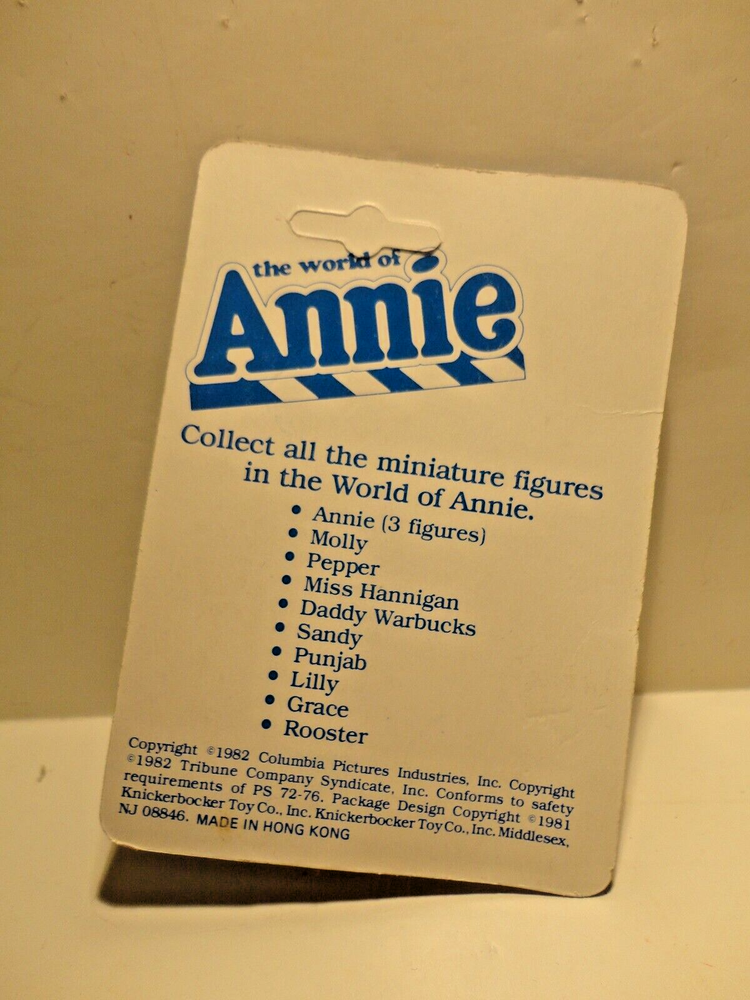 the world of
Annie
Collect all the miniature figures
in the World of Annie.
• Annie (3 figures)
• Molly
• Pepper
• Miss Hannigan
• Daddy Warbucks
• Sandy
• Punjab
• Lilly
• Grace
• Rooster
Copyright ©1982 Columbia Pictures Industries, Inc. Copyright
©1982 Tribune Company Syndicate, Inc. Conforms to safety
requirements of PS 72-76. Package Design Copyright ©1981
Knickerbocker Toy Co., Inc. Knickerbocker Toy Co., Inc. Middlesex,
NJ 08846. MADE IN HONG KONG